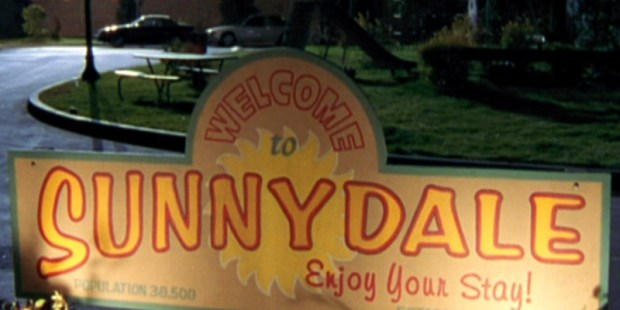 WELCOME
to
SUNNYDALE
Enjoy Your Stay!
POPULATION 38,500